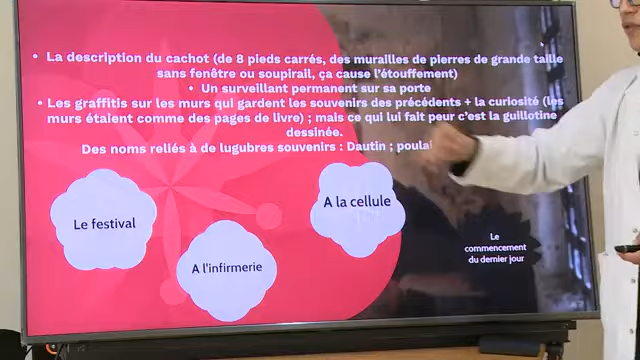 • La description du cachot (de 8 pieds carrés, des murailles de pierres de grande taille
sans fenêtre ou soupirail, ça cause l'étouffement)
• Un surveillant permanent sur sa porte
• Les graffitis sur les murs qui gardent les souvenirs des précédents + la curiosité (les
murs étaient comme des pages de livre) ; mais ce qui lui fait peur c'est la guillotine
dessinée.
Des noms reliés à de lugubres souvenirs : Dautin ;
Le festival
A l'infirmerie
A la cellule
Le
commencement
du dernier jour